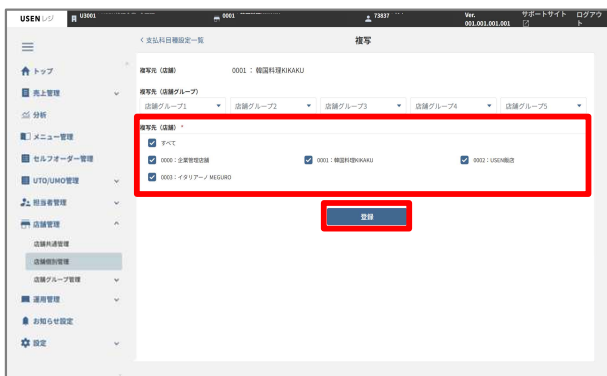 USENレジ
U3001
0001
73837
Ver.
001.001.001.001
サポートサイト
ログアウト
トップ
売上管理
分析
メニュー管理
セルフオーダー管理
UTO/UMO管理
担当者管理
店舗管理
店舗共通管理
店舗個別管理
店舗グループ管理
運用管理
お知らせ設定
設定
< 支払科目種設定一覧
複写
複写元（店舗）
0001 ： 韓国料理KIKAKU
複写先（店舗グループ）
店舗グループ1
店舗グループ2
店舗グループ3
店舗グループ4
店舗グループ5
複写先（店舗） *
すべて
0000：企業管理店舗
0001：韓国料理KIKAKU
0002：USEN飯店
0003：イタリアーノ MEGURO
登録